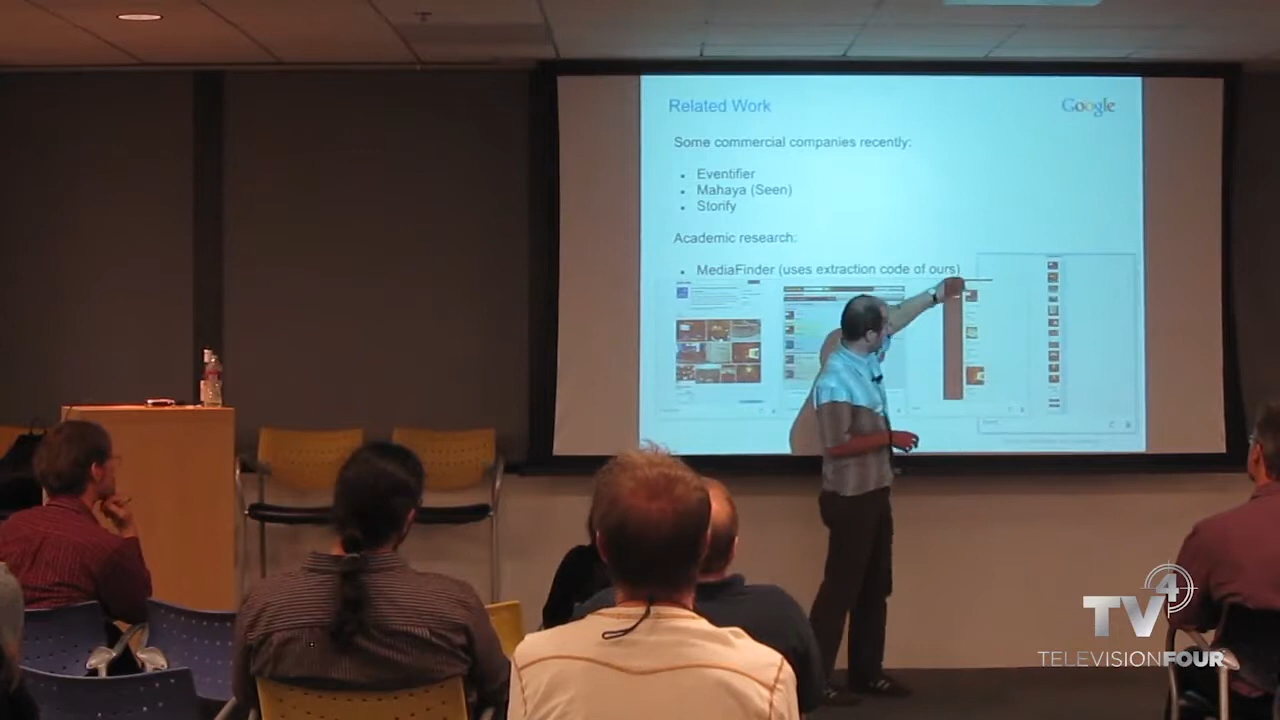 Related Work
Google
Some commercial companies recently:
• Eventifier
• Mahaya (Seen)
• Storify
Academic research:
• MediaFinder (uses extraction code of ours)
TV4
TELEVISIONFOUR